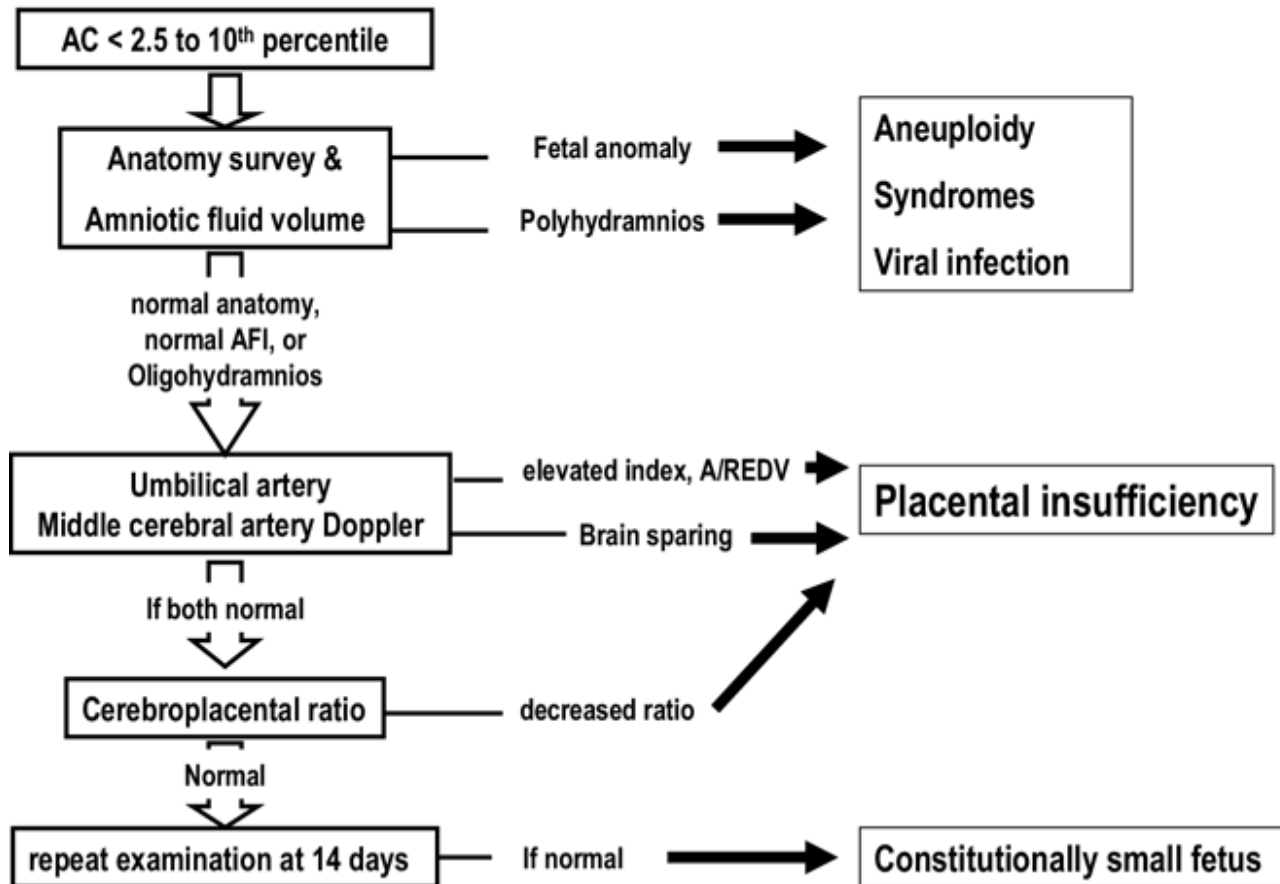 AC < 2.5 to 10th percentile
Anatomy survey &
Amniotic fluid volume
Fetal anomaly
Polyhydramnios
Aneuploidy
Syndromes
Viral infection
normal anatomy,
normal AFI, or
Oligohydramnios
Umbilical artery
Middle cerebral artery Doppler
elevated index, A/REDV
Brain sparing
Placental insufficiency
If both normal
Cerebroplacental ratio
decreased ratio
Normal
repeat examination at 14 days
If normal
Constitutionally small fetus